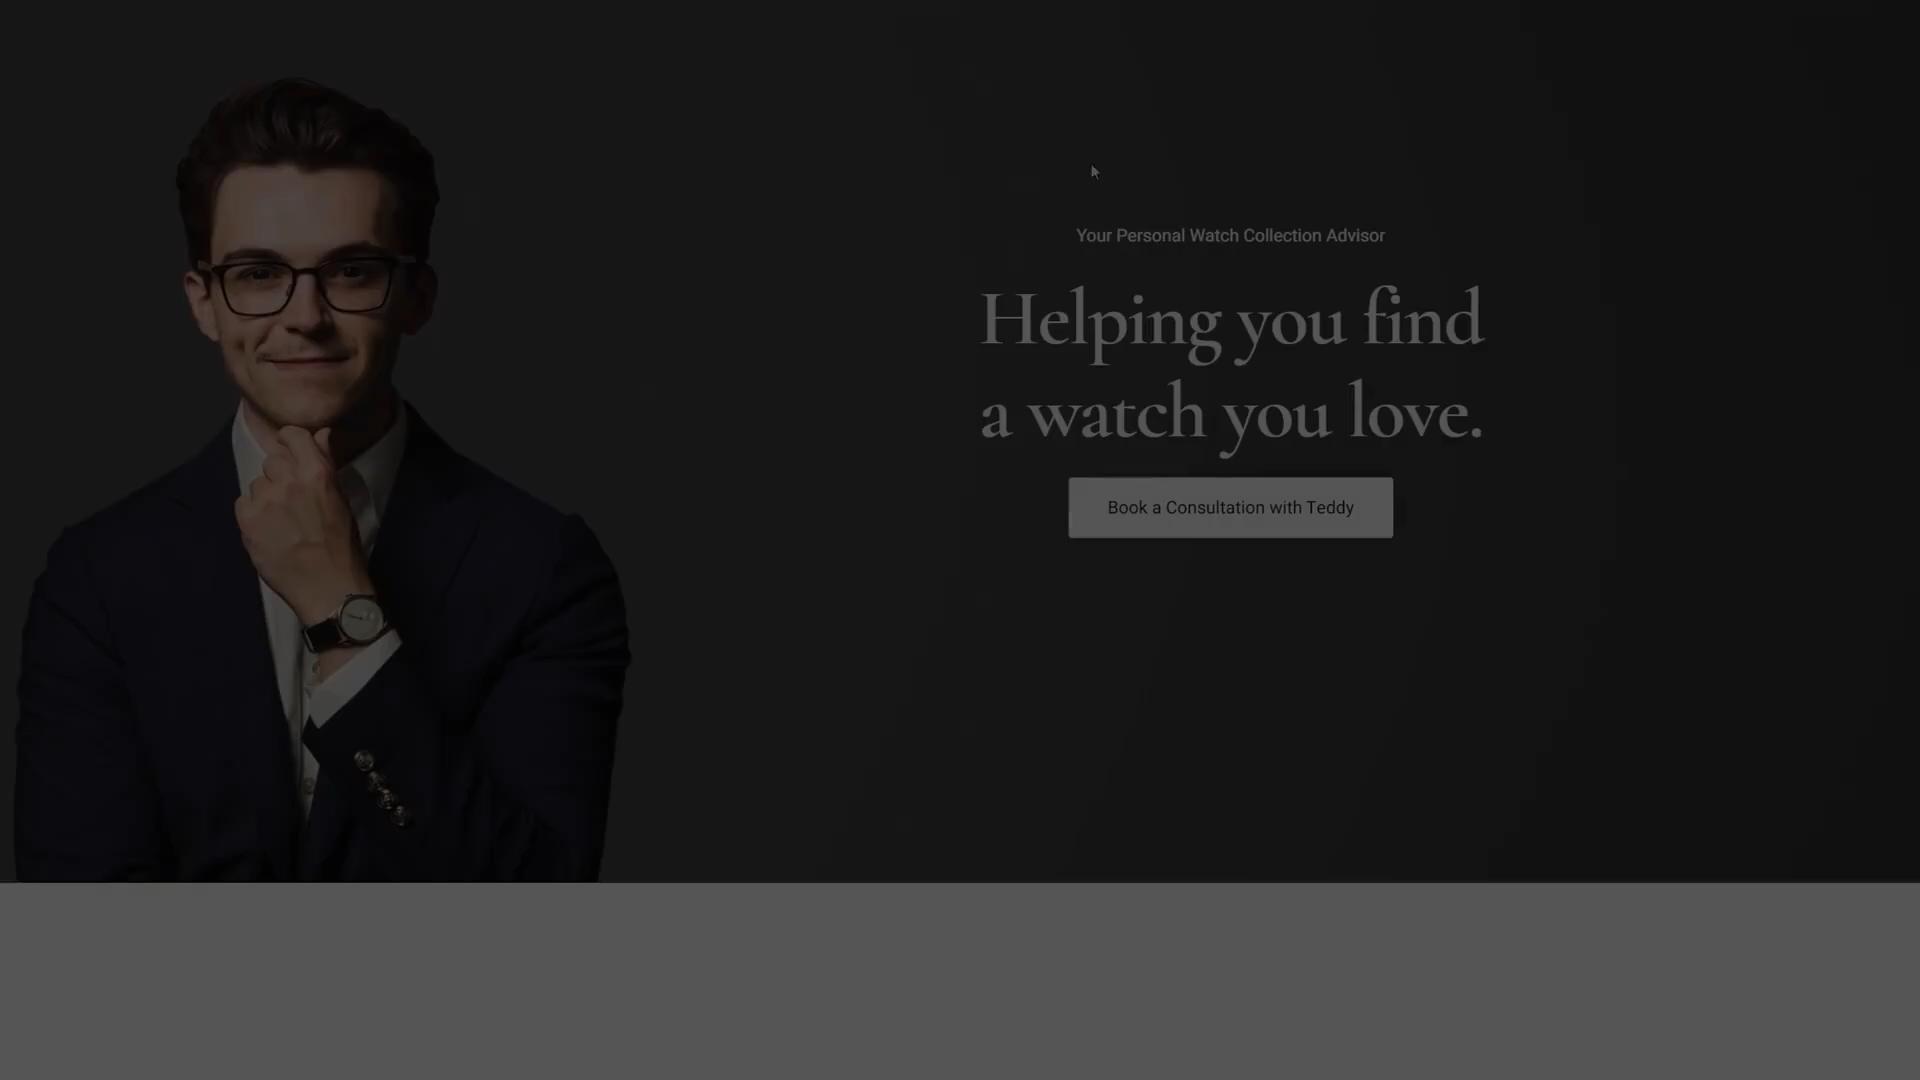 Your Personal Watch Collection Advisor
Helping you find
a watch you love.
Book a Consultation with Teddy